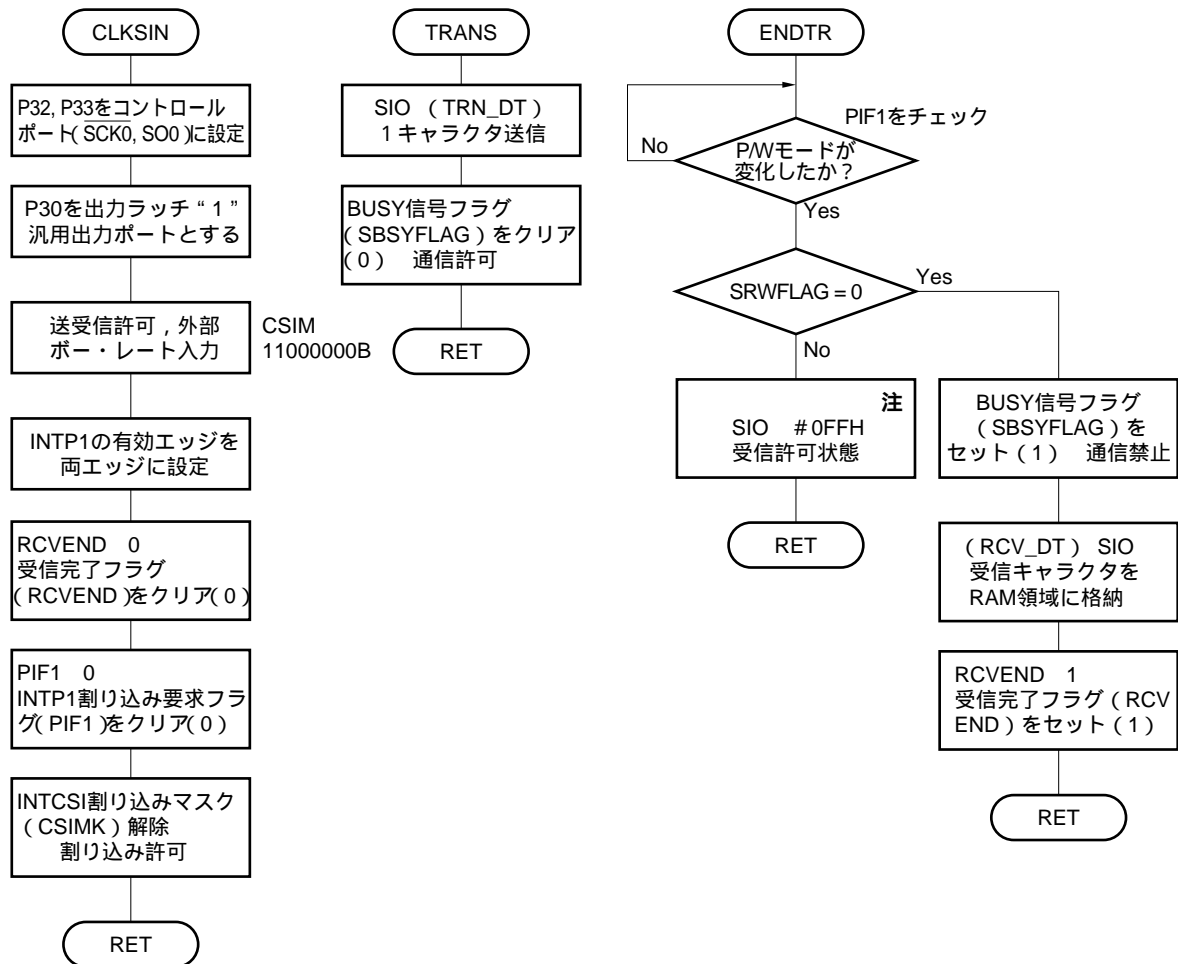 CLKSIN
P32, P33をコントロール
ポート(SCK0, SO0)に設定
P30を出力ラッチ“1”
汎用出力ポートとする
送受信許可，外部
ボー・レート入力
CSIM
11000000B
INTP1の有効エッジを
両エッジに設定
RCVEND 0
受信完了フラグ
(RCVEND)をクリア(0)
PIF1 0
INTP1割り込み要求フラ
グ(PIF1)をクリア(0)
INTCSI割り込みマスク
(CSIMK)解除
割り込み許可
RET
TRANS
SIO (TRN_DT)
1キャラクタ送信
BUSY信号フラグ
(SBSYFLAG)をクリア
(0) 通信許可
RET
ENDTR
PIF1をチェック
P/Wモードが
変化したか？
No
Yes
SRWFLAG = 0
Yes
No
注
SIO #0FFH
受信許可状態
RET
BUSY信号フラグ
(SBSYFLAG)を
セット(1) 通信禁止
(RCV_DT) SIO
受信キャラクタを
RAM領域に格納
RCVEND 1
受信完了フラグ(RCV
END)をセット(1)
RET